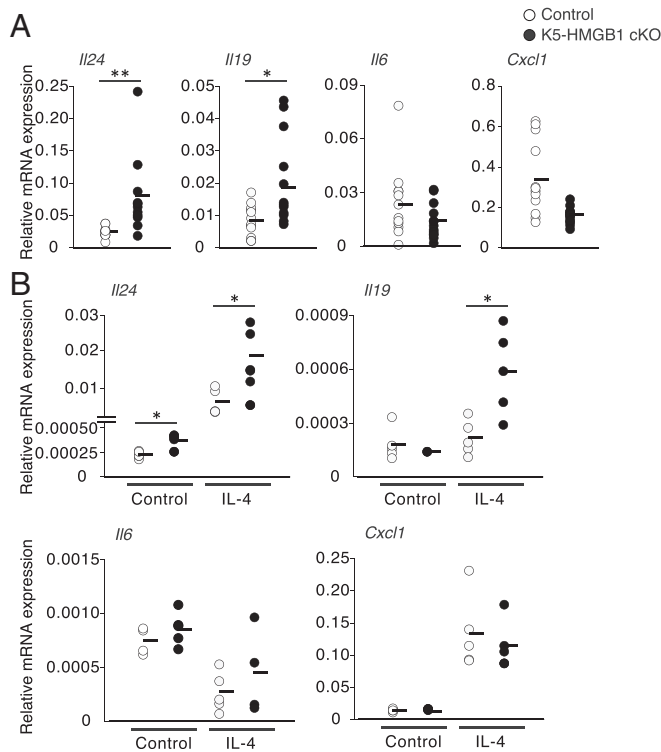 Control
K5-HMGB1 cKO
A
Il24
Il19
Il6
Cxcl1
Relative mRNA expression
**
*
0.25
0.20
0.15
0.10
0.05
0
0.05
0.04
0.03
0.02
0.01
0
0.09
0.06
0.03
0
0.8
0.6
0.4
0.2
0
B
Il24
Il19
Relative mRNA expression
*
*
*
0.03
0.02
0.01
0.00050
0.00025
0
Control
IL-4
0.0009
0.0006
0.0003
0
Control
IL-4
Il6
Cxcl1
Relative mRNA expression
0.0015
0.0010
0.0005
0
Control
IL-4
0.25
0.20
0.15
0.10
0.05
0
Control
IL-4